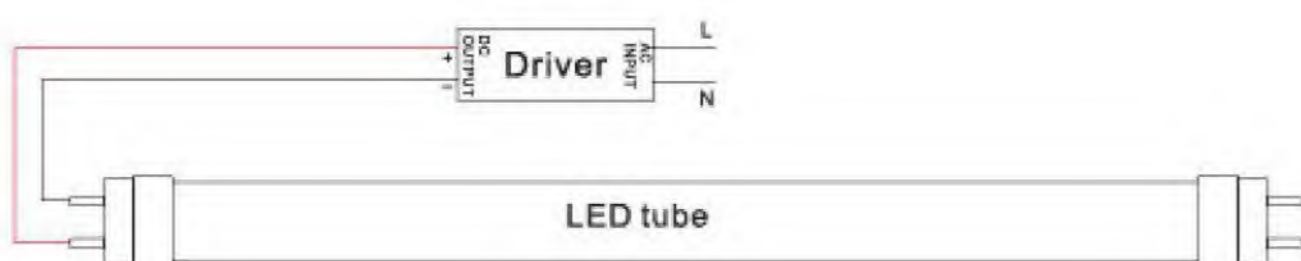 L
+
DC
OUTPUT
−
Driver
AC
INPUT
N
LED tube